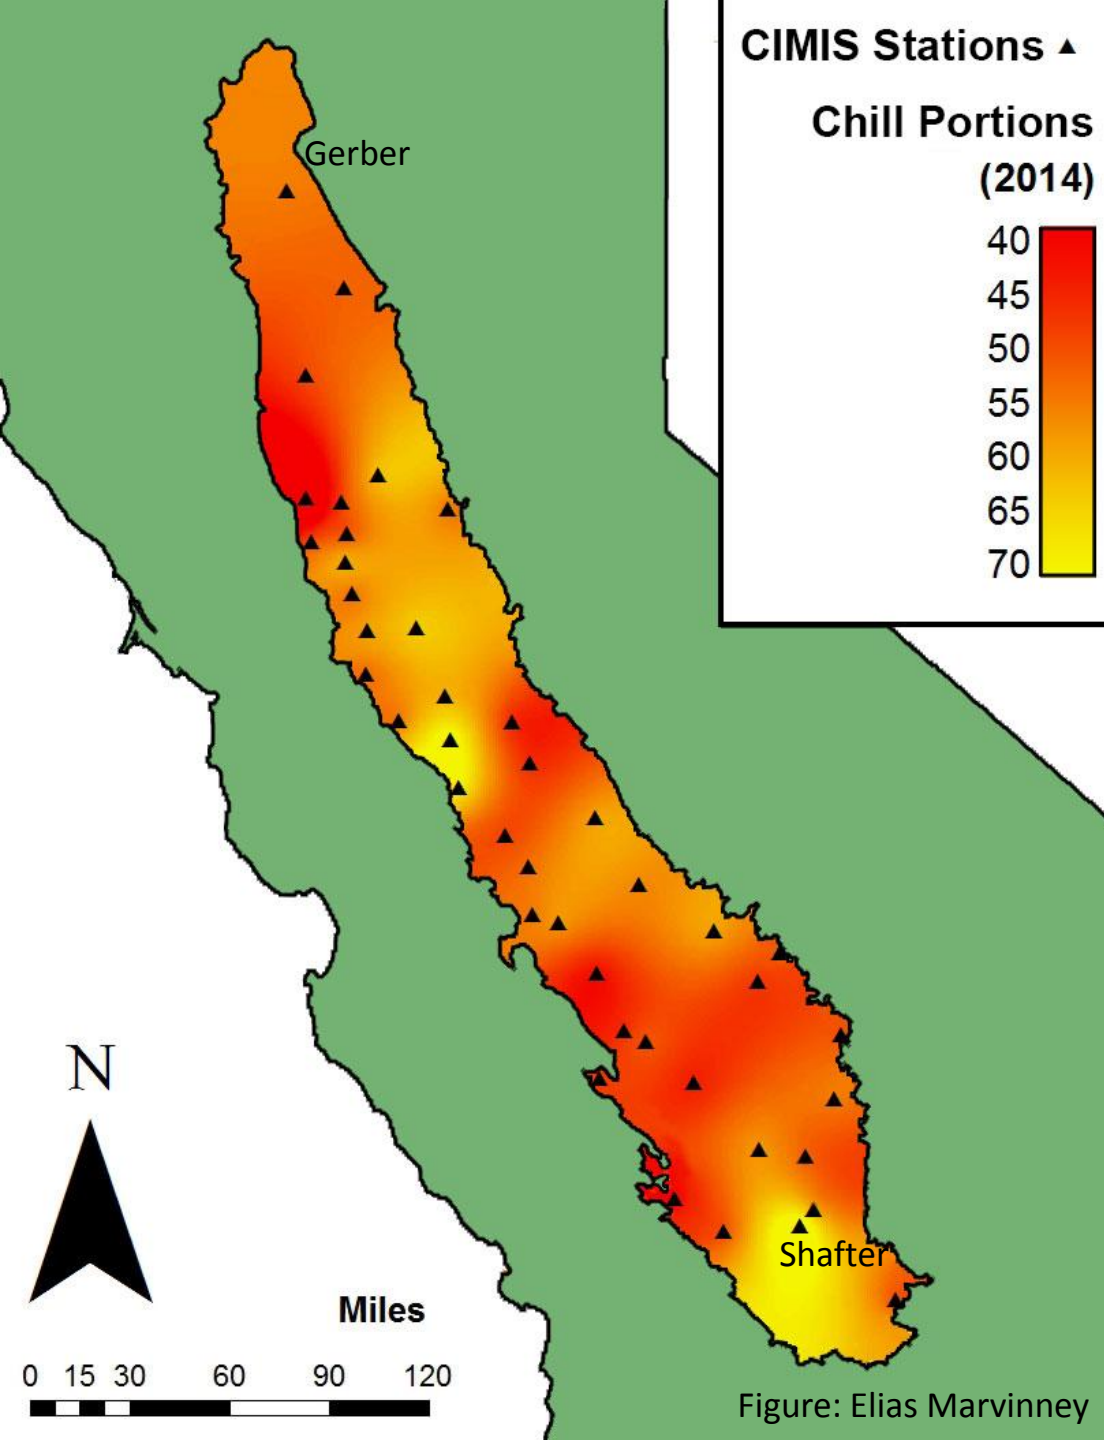 CIMIS Stations
Chill Portions
(2014)
40
45
50
55
60
65
70
Gerber
Shafter
N
Miles
0 15 30 60 90 120
Figure: Elias Marvinney